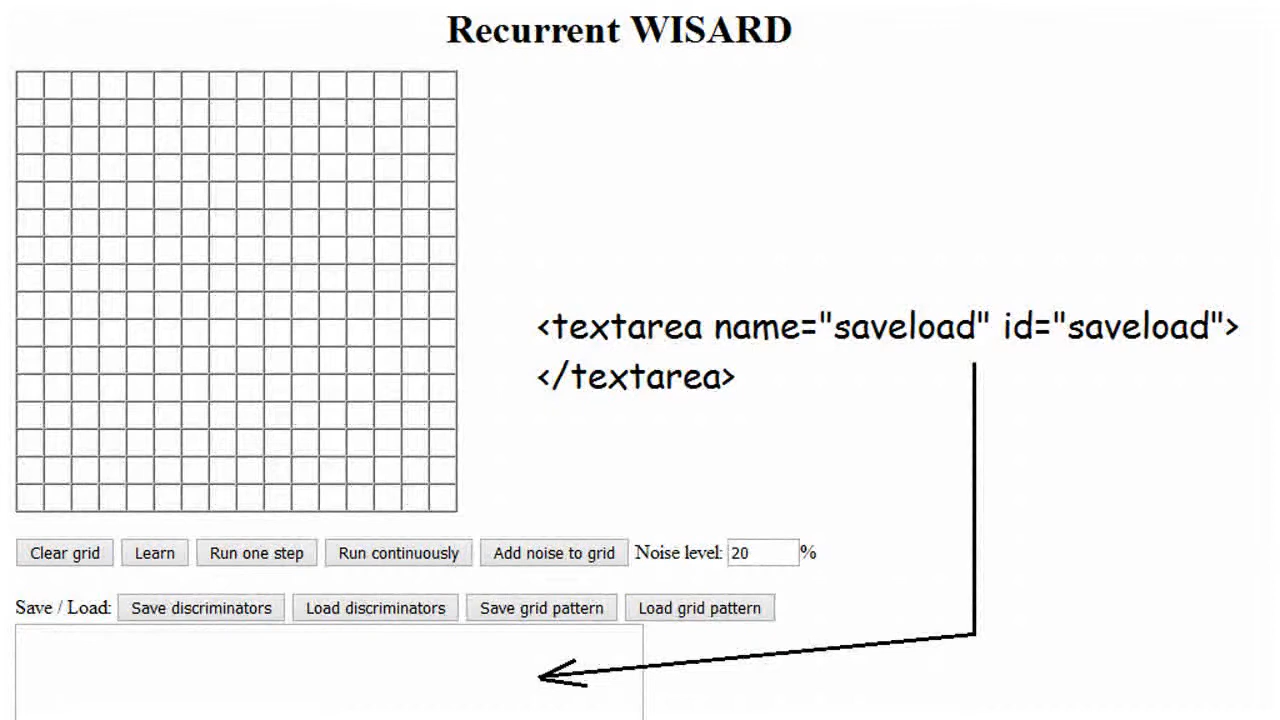 Recurrent WISARD
<textarea name="saveload" id="saveload">
</textarea>
Clear grid Learn Run one step Run continuously Add noise to grid Noise level: 20 %
Save / Load: Save discriminators Load discriminators Save grid pattern Load grid pattern